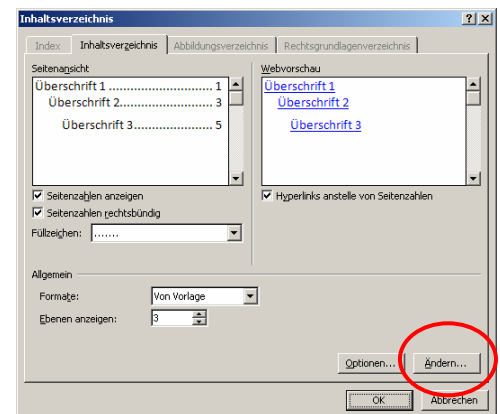 Inhaltsverzeichnis
Index Inhaltsverzeichnis Abbildungsverzeichnis Rechtsgrundlagenverzeichnis
Seitenansicht
Überschrift 1 ............................ 1
Überschrift 2........................ 3
Überschrift 3.................... 5
Webvorschau
Überschrift 1
Überschrift 2
Überschrift 3
Seitenzahlen anzeigen
Seitenzahlen rechtsbündig
Füllzeichen: .......
Hyperlinks anstelle von Seitenzahlen
Allgemein
Formate: Von Vorlage
Ebenen anzeigen: 3
Optionen... Ändern...
OK Abbrechen